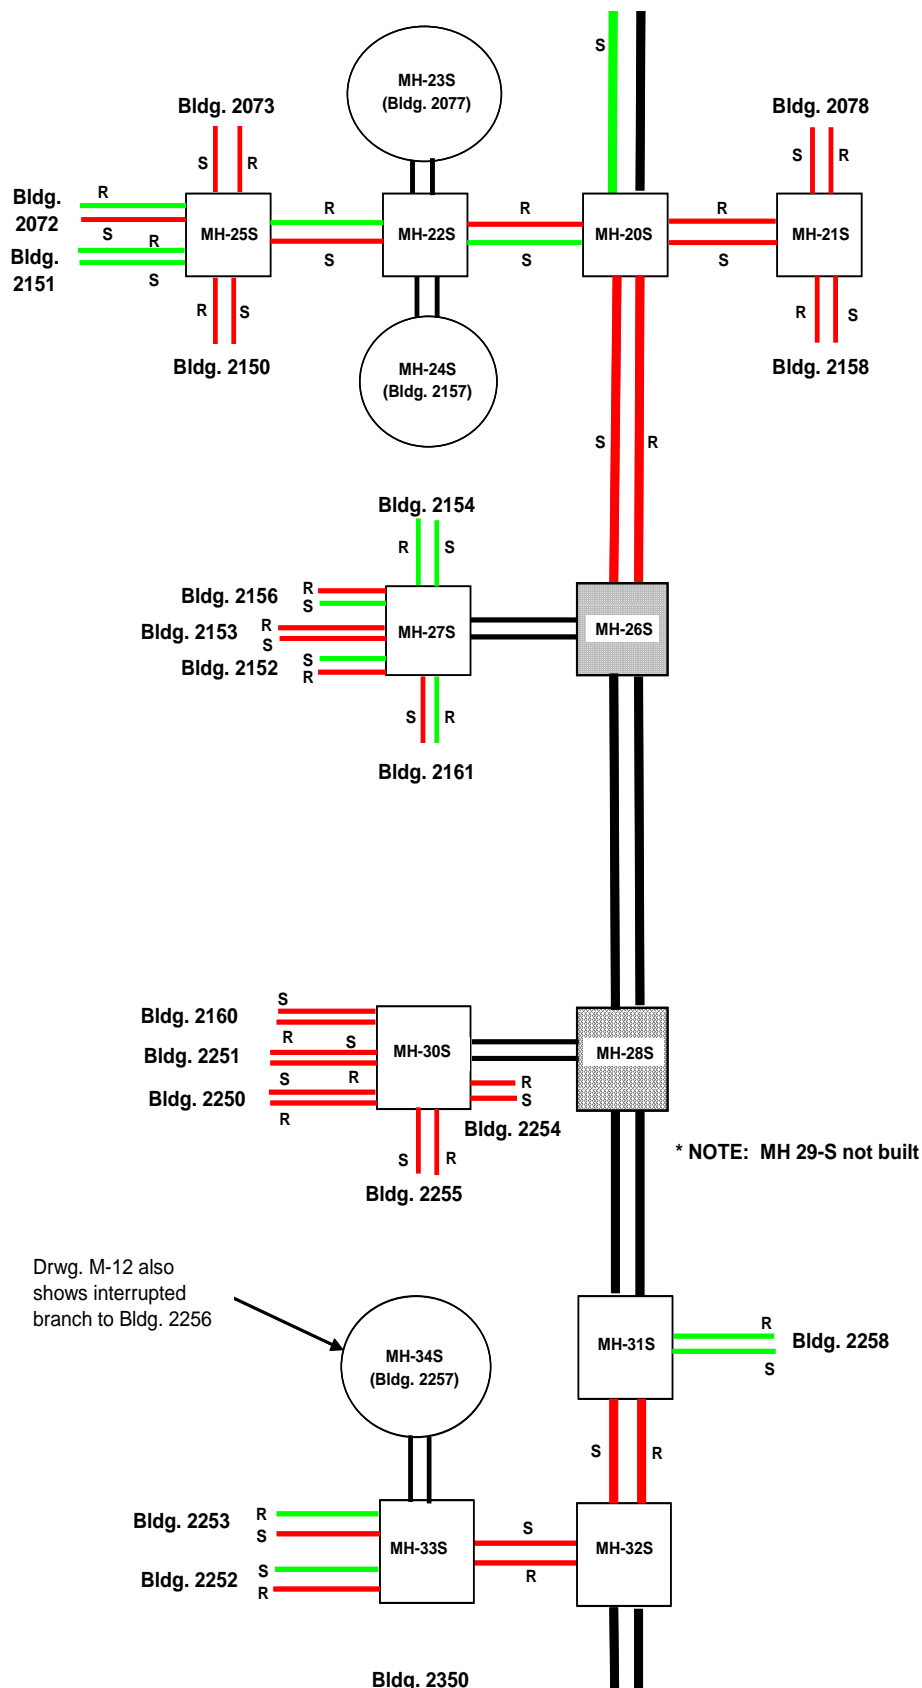 S
MH-23S
(Bldg. 2077)
Bldg. 2073
Bldg. 2078
S
R
S
R
Bldg.
2072
R
S
R
Bldg.
2151
S
MH-25S
R
S
MH-22S
R
S
MH-20S
R
S
MH-21S
R
S
R
S
Bldg. 2150
MH-24S
(Bldg. 2157)
Bldg. 2158
S
R
Bldg. 2154
R
S
Bldg. 2156
R
S
Bldg. 2153
R
S
Bldg. 2152
S
R
MH-27S
MH-26S
S
R
Bldg. 2161
S
Bldg. 2160
R
S
Bldg. 2251
R
S
Bldg. 2250
R
MH-30S
MH-28S
R
S
Bldg. 2254
S
R
Bldg. 2255
* NOTE: MH 29-S not built
Drwg. M-12 also
shows interrupted
branch to Bldg. 2256
MH-34S
(Bldg. 2257)
MH-31S
R
S
Bldg. 2258
S
R
Bldg. 2253
R
S
Bldg. 2252
S
R
MH-33S
S
R
MH-32S
Bldg. 2350